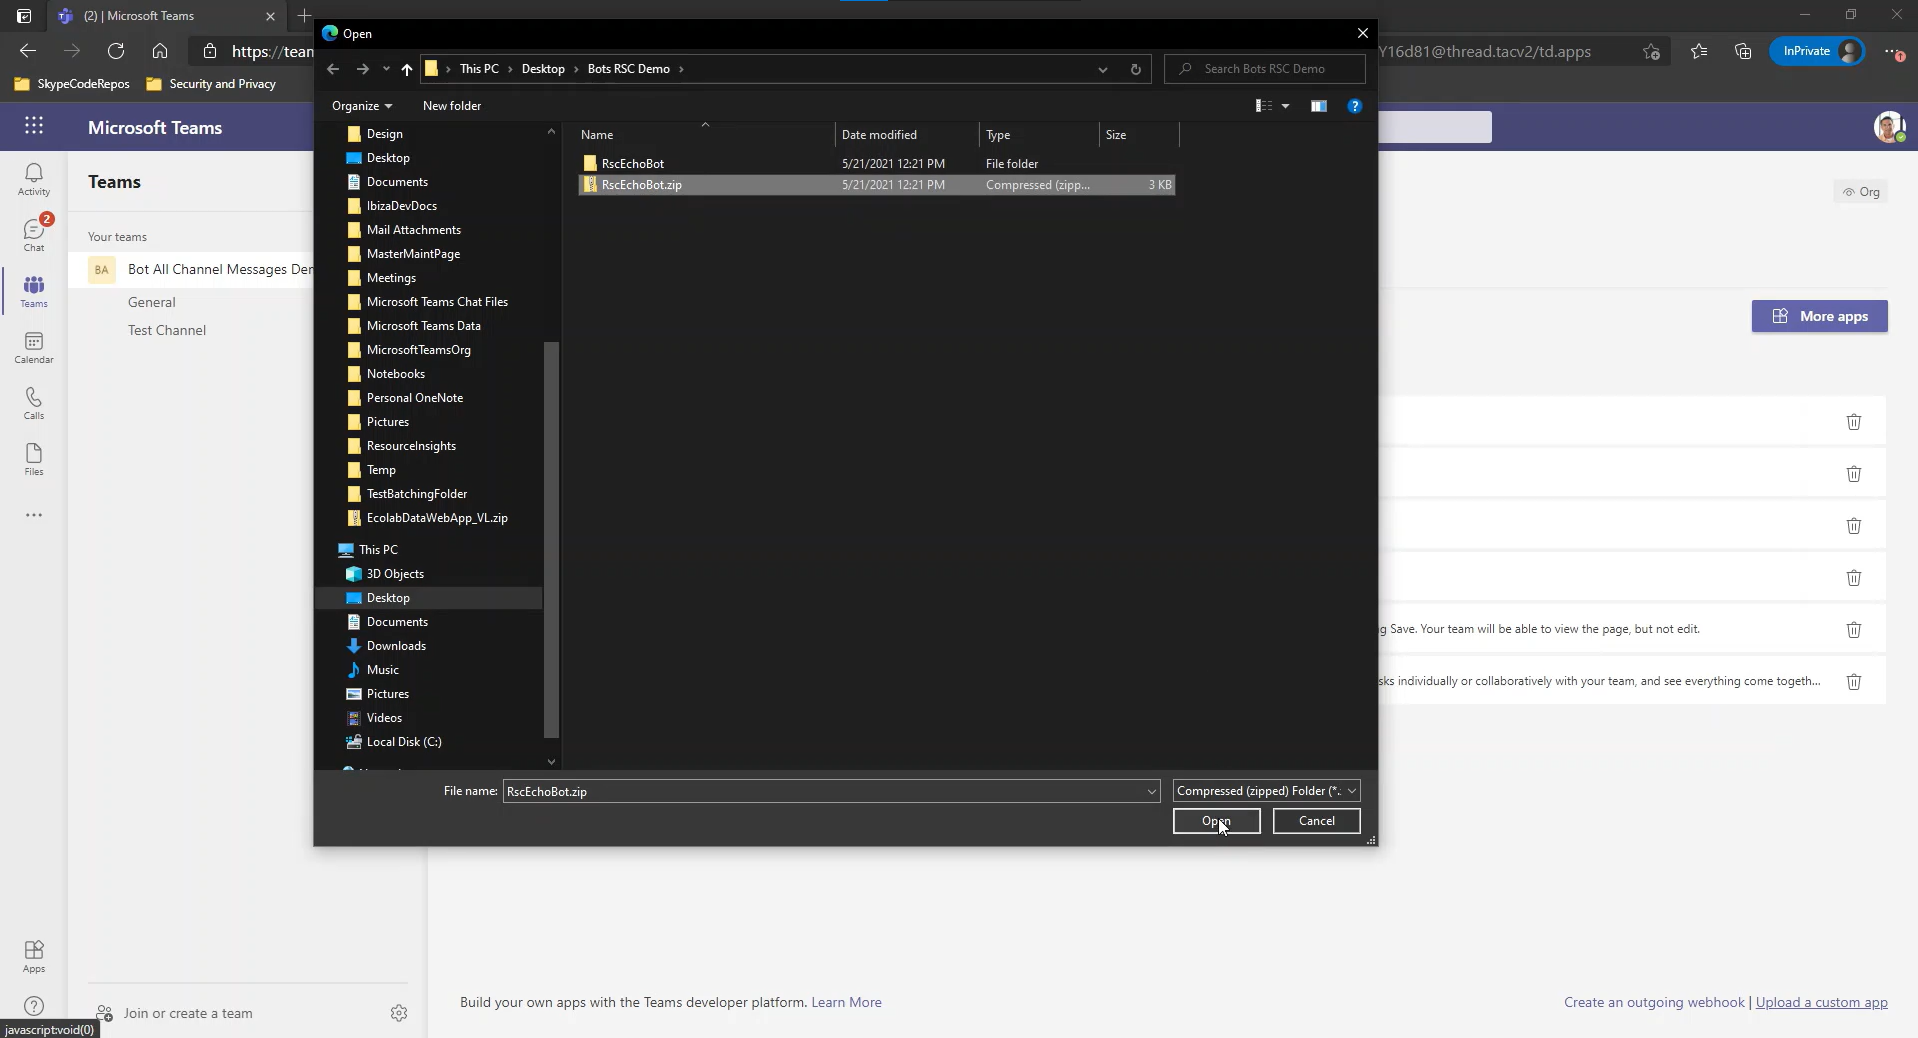 (2) | Microsoft Teams
https://team
Y16d81@thread.tacv2/td.apps
InPrivate
1
SkypeCodeRepos
Security and Privacy
Open
This PC > Desktop > Bots RSC Demo >
Search Bots RSC Demo
Organize
New folder
?
Microsoft Teams
Activity
2
Chat
Teams
Calendar
Calls
Files
Apps
Teams
Your teams
BA
Bot All Channel Messages Der
General
Test Channel
Join or create a team
javascript:void(0)
Design
Desktop
Documents
IbizaDevDocs
Mail Attachments
MasterMaintPage
Meetings
Microsoft Teams Chat Files
Microsoft Teams Data
MicrosoftTeamsOrg
Notebooks
Personal OneNote
Pictures
ResourceInsights
Temp
TestBatchingFolder
EcolabDataWebApp_VL.zip
This PC
3D Objects
Desktop
Documents
Downloads
Music
Pictures
Videos
Local Disk (C:)
Name Date modified Type Size
RscEchoBot 5/21/2021 12:21 PM File folder
RscEchoBot.zip 5/21/2021 12:21 PM Compressed (zipp... 3 KB
File name: RscEchoBot.zip
Compressed (zipped) Folder (*.
Open
Cancel
Org
More apps
g Save. Your team will be able to view the page, but not edit.
sks individually or collaboratively with your team, and see everything come togeth...
Build your own apps with the Teams developer platform. Learn More
Create an outgoing webhook | Upload a custom app